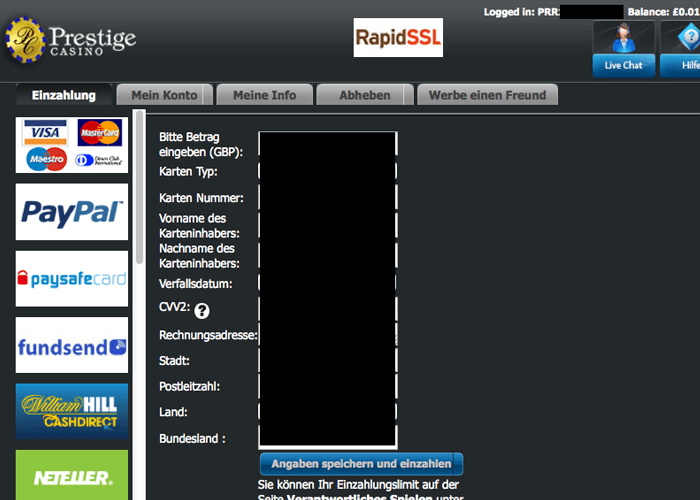 Logged in: PRR: Balance: £0.01
Prestige
CASINO
PC
RapidSSL
Live Chat
Hilfe
Einzahlung
Mein Konto
Meine Info
Abheben
Werbe einen Freund
VISA
MasterCard
Maestro
Diners Club
International
PayPal
paysafecard
fundsend
William HILL
CASHDIRECT
NETELLER
Bitte Betrag
eingeben (GBP):
Karten Typ:
Karten Nummer:
Vorname des
Karteninhabers:
Nachname des
Karteninhabers:
Verfallsdatum:
CVV2: ?
Rechnungsadresse:
Stadt:
Postleitzahl:
Land:
Bundesland :
Angaben speichern und einzahlen
Sie können Ihr Einzahlungslimit auf der
Seite Verantwortliches Spielen unter